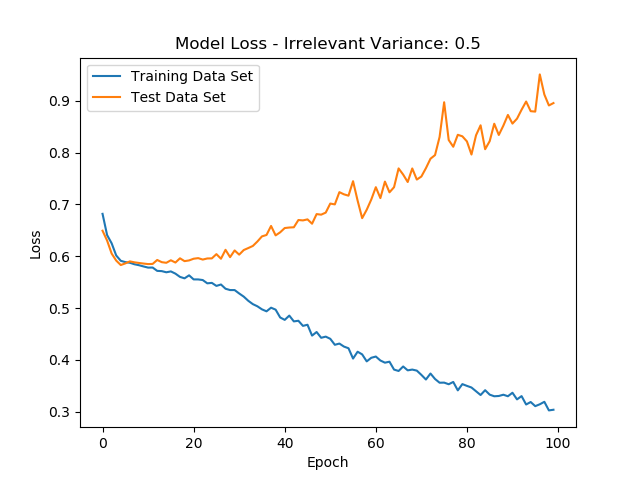 Model Loss - Irrelevant Variance: 0.5
Training Data Set
Test Data Set
0.9
0.8
0.7
0.6
0.5
0.4
0.3
Loss
0 20 40 60 80 100
Epoch